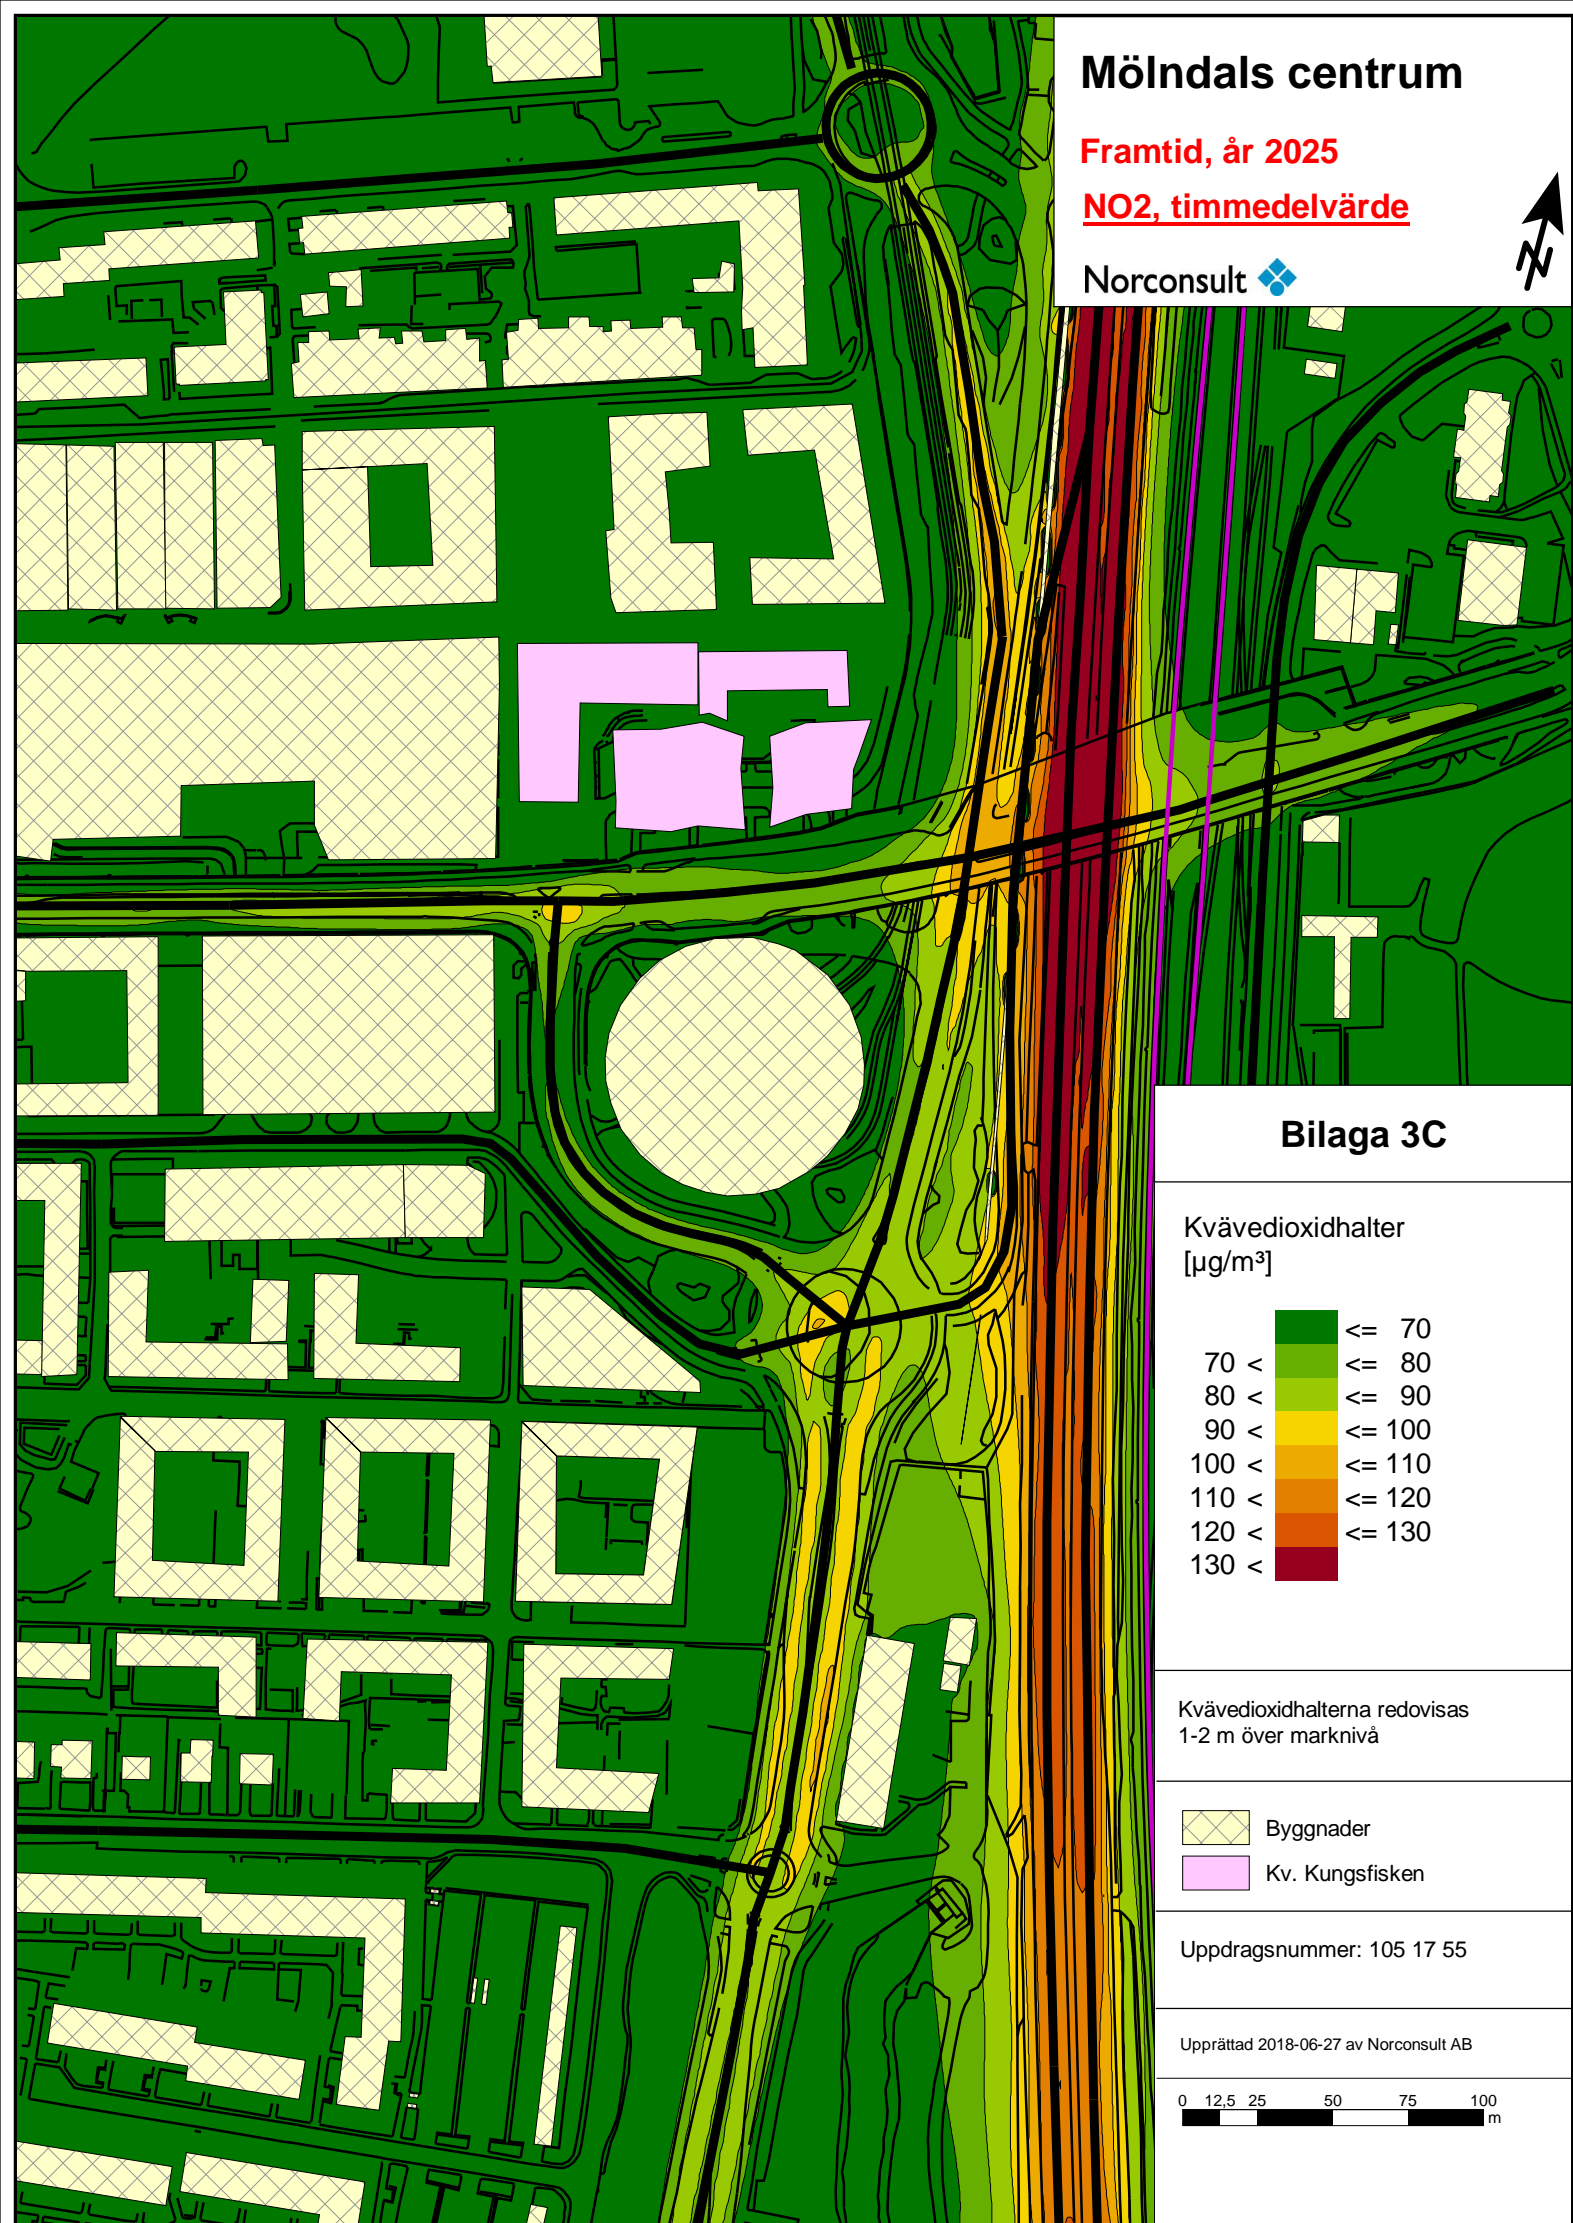 Mölndals centrum
Framtid, år 2025
NO2, timmedelvärde
Norconsult
N
Bilaga 3C
Kvävedioxidhalter
[µg/m³]
<= 70
70 < <= 80
80 < <= 90
90 < <= 100
100 < <= 110
110 < <= 120
120 < <= 130
130 <
Kvävedioxidhalterna redovisas
1-2 m över marknivå
Byggnader
Kv. Kungsfisken
Uppdragsnummer: 105 17 55
Upprättad 2018-06-27 av Norconsult AB
0 12,5 25 50 75 100
m